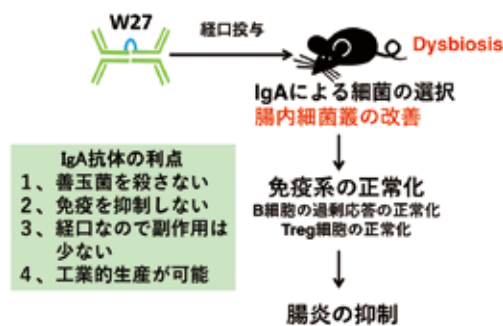 W27
経口投与
Dysbiosis
IgAによる細菌の選択
腸内細菌叢の改善
免疫系の正常化
B細胞の過剰応答の正常化
Treg細胞の正常化
腸炎の抑制
IgA抗体の利点
1、善玉菌を殺さない
2、免疫を抑制しない
3、経口なので副作用は
少ない
4、工業的生産が可能